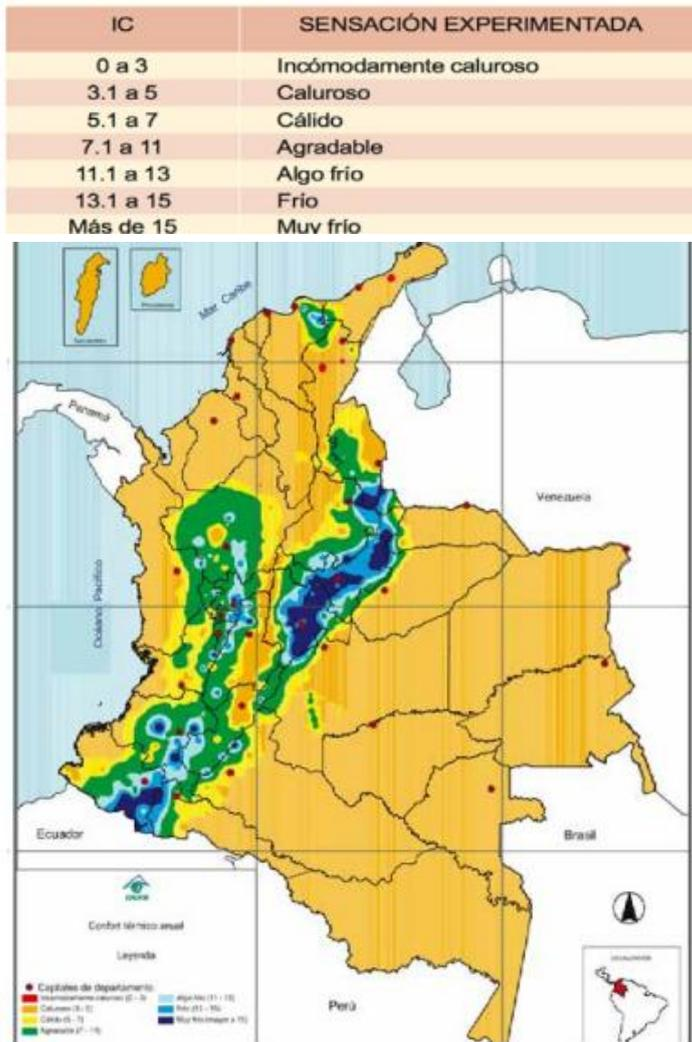 IC SENSACIÓN EXPERIMENTADA
0 a 3 Incómodamente caluroso
3.1 a 5 Caluroso
5.1 a 7 Cálido
7.1 a 11 Agradable
11.1 a 13 Algo frío
13.1 a 15 Frío
Más de 15 Muy frío
Mar Caribe
Panamá
Venezuela
Océano Pacífico
Ecuador
Brasil
Confort térmico anual
Leyenda
Perú
Capitales de departamento